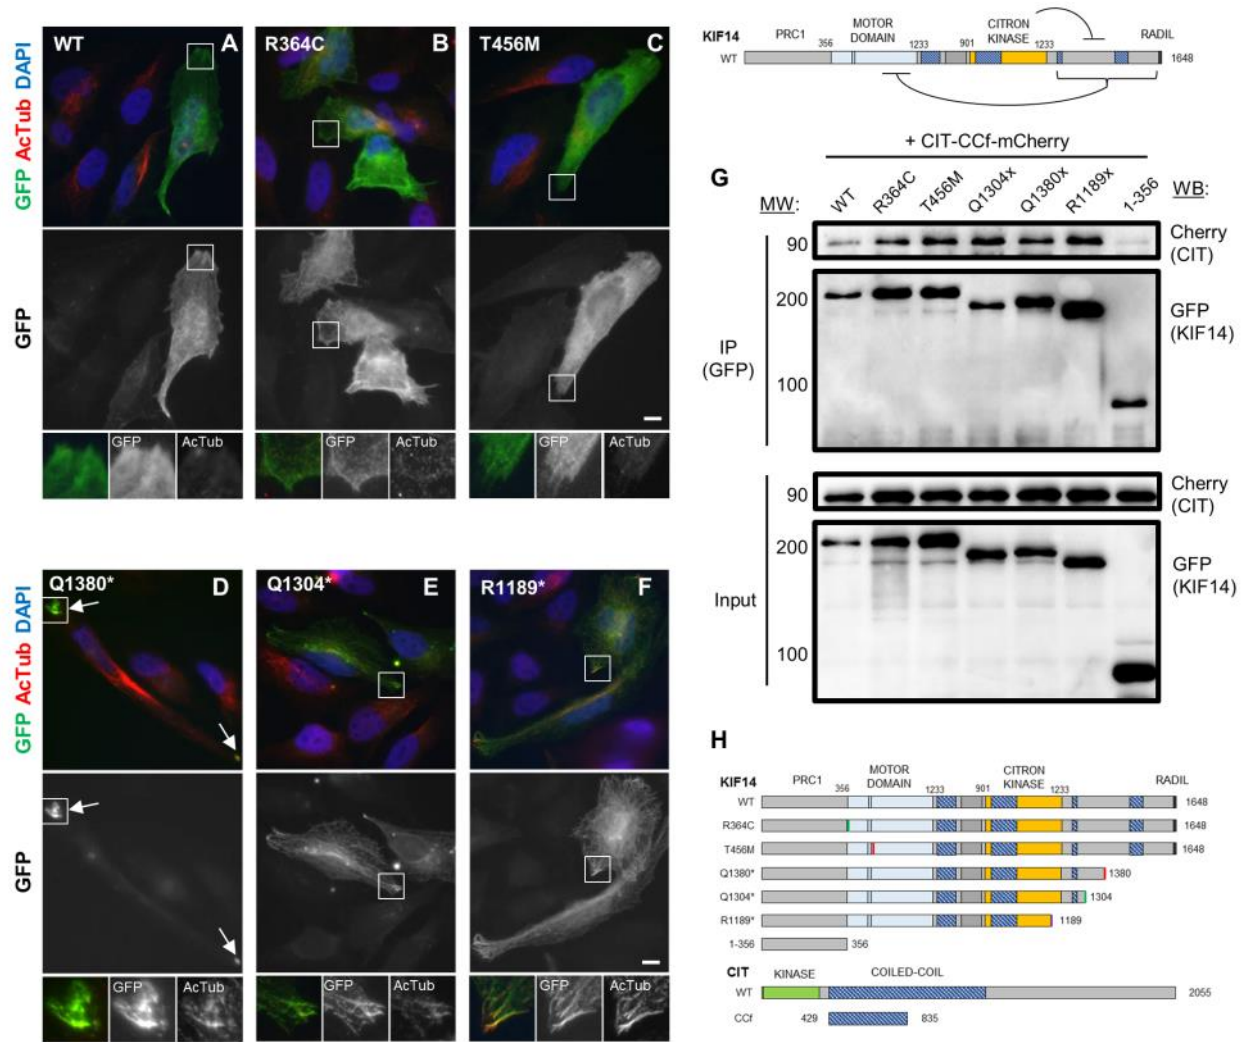 GFP AcTub DAPI
WT
A
R364C
B
T456M
C
GFP
GFP
AcTub
GFP
AcTub
GFP
AcTub
GFP AcTub DAPI
Q1380*
D
Q1304*
E
R1189*
F
GFP
GFP
AcTub
GFP
AcTub
GFP
AcTub
KIF14
PRC1
MOTOR
DOMAIN
CITRON
KINASE
RADIL
356
1233
901
1233
WT
1648
+ CIT-CCf-mCherry
G
MW:
WT
R364C
T456M
Q1304x
Q1380x
R1189x
1-356
WB:
90
Cherry
(CIT)
200
GFP
(KIF14)
IP
(GFP)
100
90
Cherry
(CIT)
200
GFP
(KIF14)
Input
100
H
KIF14
PRC1
MOTOR
DOMAIN
CITRON
KINASE
RADIL
356
1233
901
1233
WT
1648
R364C
1648
T456M
1648
Q1380*
1380
Q1304*
1304
R1189*
1189
1-356
356
CIT
KINASE
COILED-COIL
WT
2055
CCf
429
835